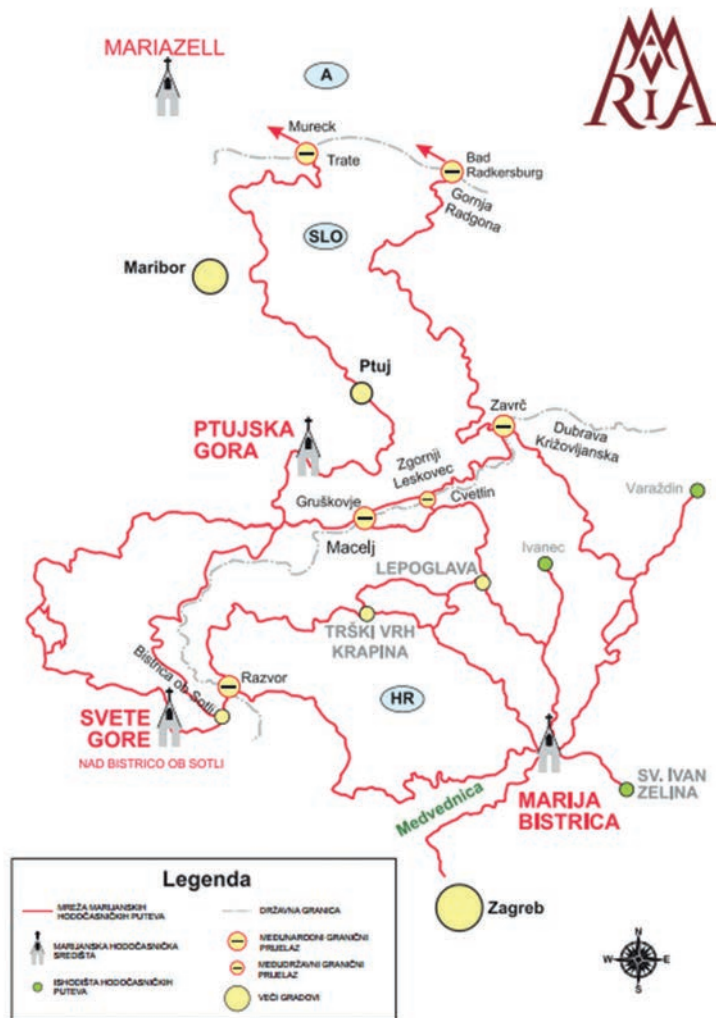 MARIAZELL
A
MARIA
Mureck
Trate
Bad
Radkersburg
Gornja
Radgona
SLO
Maribor
Ptuj
PTUJSKA
GORA
Zavrč
Dubrava
Križovljanska
Zgornji
Leskovec
Cvetlin
Gruškovje
Macelj
Varaždin
Ivanec
LEPOGLAVA
TRŠKI VRH
KRAPINA
Bistrica ob Sotli
Razvor
HR
SVETE
GORE
NAD BISTRICO OB SOTLI
Medvednica
MARIJA
BISTRICA
SV. IVAN
ZELINA
Zagreb
Legenda
MREŽA MARIJANSKIH
HODOČASNIČKIH
PUTEVA
DRŽAVNA GRANICA
MARIJANSKA HODOČASNIČKA
SREDIŠTA
MEĐUNARODNI GRANIČNI
PRIJELAZ
MEĐUDRŽAVNI GRANIČNI
PRIJELAZ
ISHODIŠTA HODOČASNIČKIH
PUTEVA
VEĆI GRADOVI
N
W
E
S